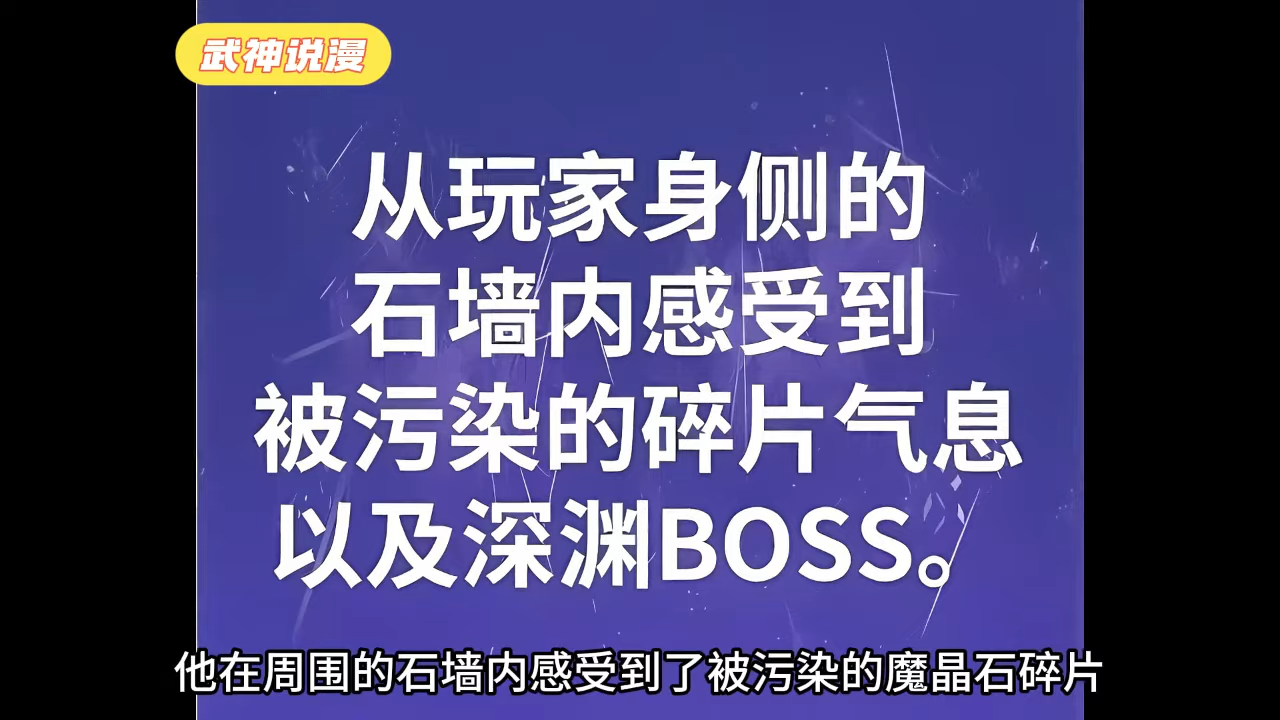 武神说漫
从玩家身侧的
石墙内感受到
被污染的碎片气息
以及深渊BOSS。
他在周围的石墙内感受到了被污染的魔晶石碎片